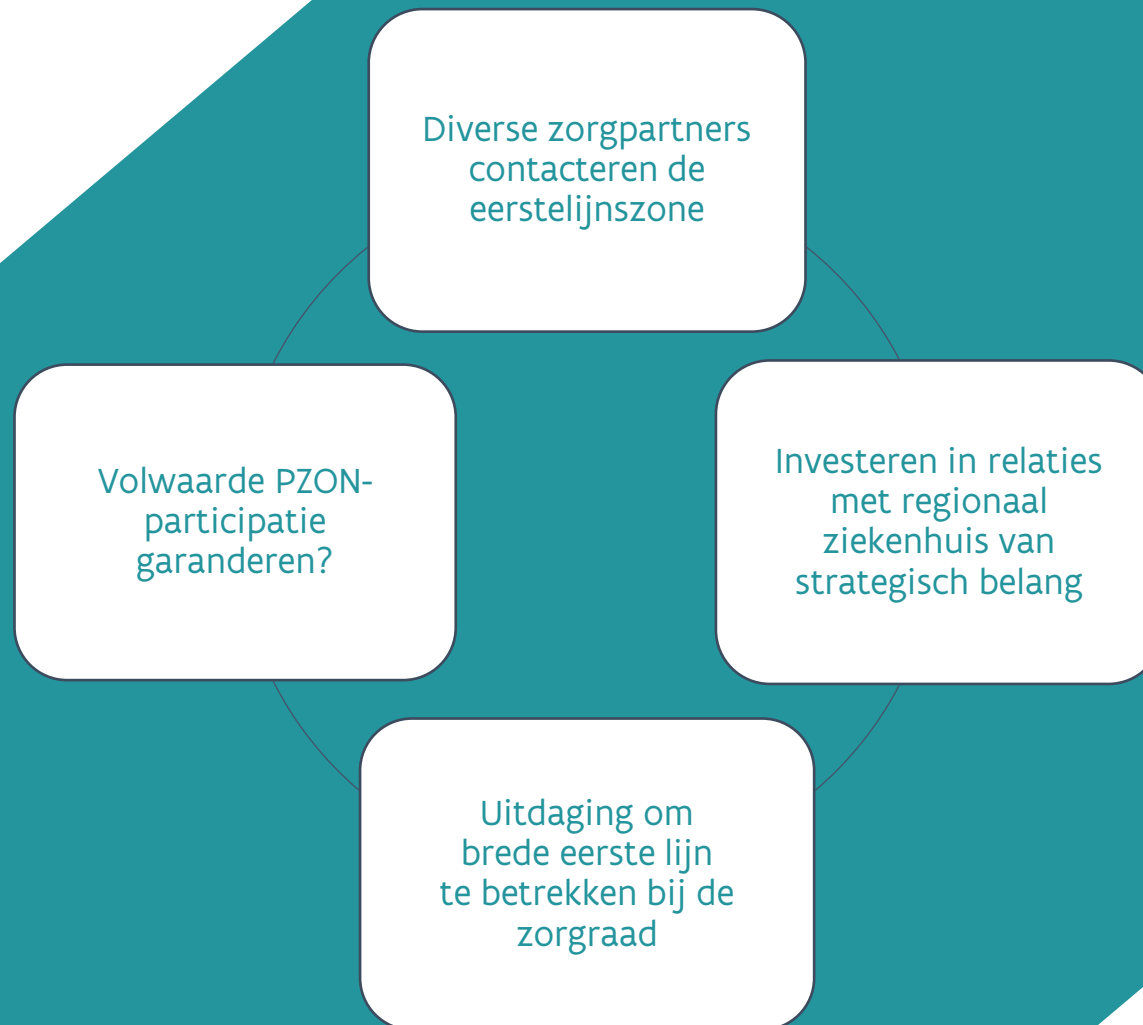 Diverse zorgpartners
contacteren de
eerstelijnszone
Volwaarde PZON-
participatie
garanderen?
Investeren in relaties
met regionaal
ziekenhuis van
strategisch belang
Uitdaging om
brede eerste lijn
te betrekken bij de
zorgraad